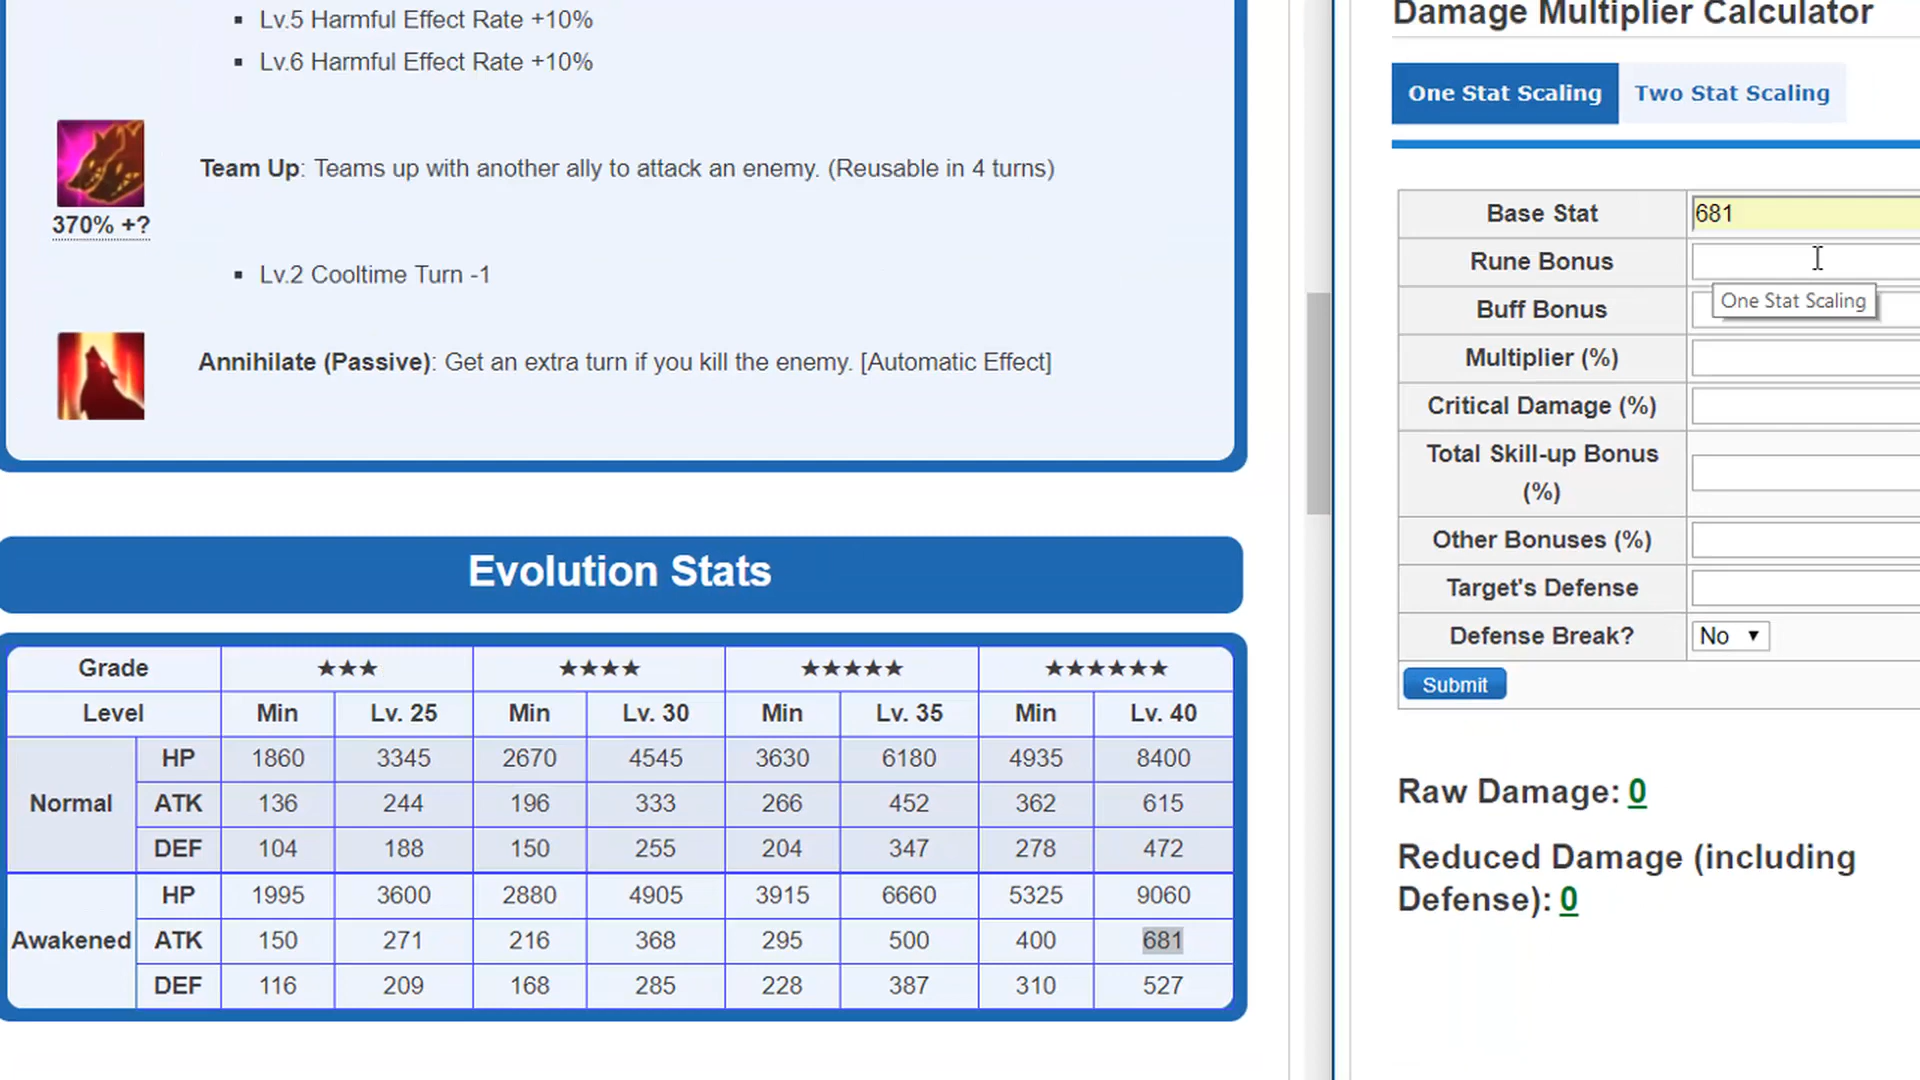 Lv.5 Harmful Effect Rate +10%
Lv.6 Harmful Effect Rate +10%
Team Up: Teams up with another ally to attack an enemy. (Reusable in 4 turns)
370% +?
Lv.2 Cooltime Turn -1
Annihilate (Passive): Get an extra turn if you kill the enemy. [Automatic Effect]
Evolution Stats
Grade ★★★ ★★★★ ★★★★★ ★★★★★★
Level Min Lv. 25 Min Lv. 30 Min Lv. 35 Min Lv. 40
Normal
HP 1860 3345 2670 4545 3630 6180 4935 8400
ATK 136 244 196 333 266 452 362 615
DEF 104 188 150 255 204 347 278 472
Awakened
HP 1995 3600 2880 4905 3915 6660 5325 9060
ATK 150 271 216 368 295 500 400 681
DEF 116 209 168 285 228 387 310 527
Damage Multiplier Calculator
One Stat Scaling Two Stat Scaling
Base Stat 681
Rune Bonus
One Stat Scaling
Buff Bonus
Multiplier (%)
Critical Damage (%)
Total Skill-up Bonus
(%)
Other Bonuses (%)
Target's Defense
Defense Break? No ▼
Submit
Raw Damage: 0
Reduced Damage (including
Defense): 0